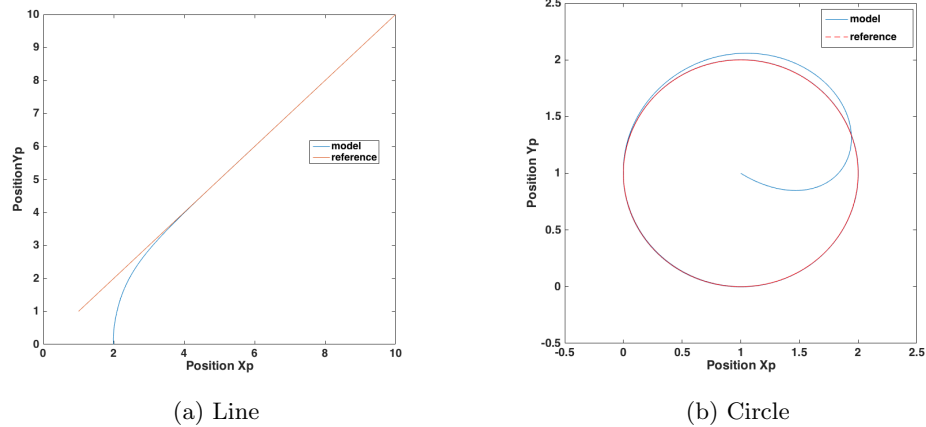 10
9
8
7
6
5
4
3
2
1
0
0 2 4 6 8 10
PositionYp
Position Xp
model
reference
(a) Line
2.5
2
1.5
1
0.5
0
-0.5
-0.5 0 0.5 1 1.5 2 2.5
Position Yp
Position Xp
model
reference
(b) Circle